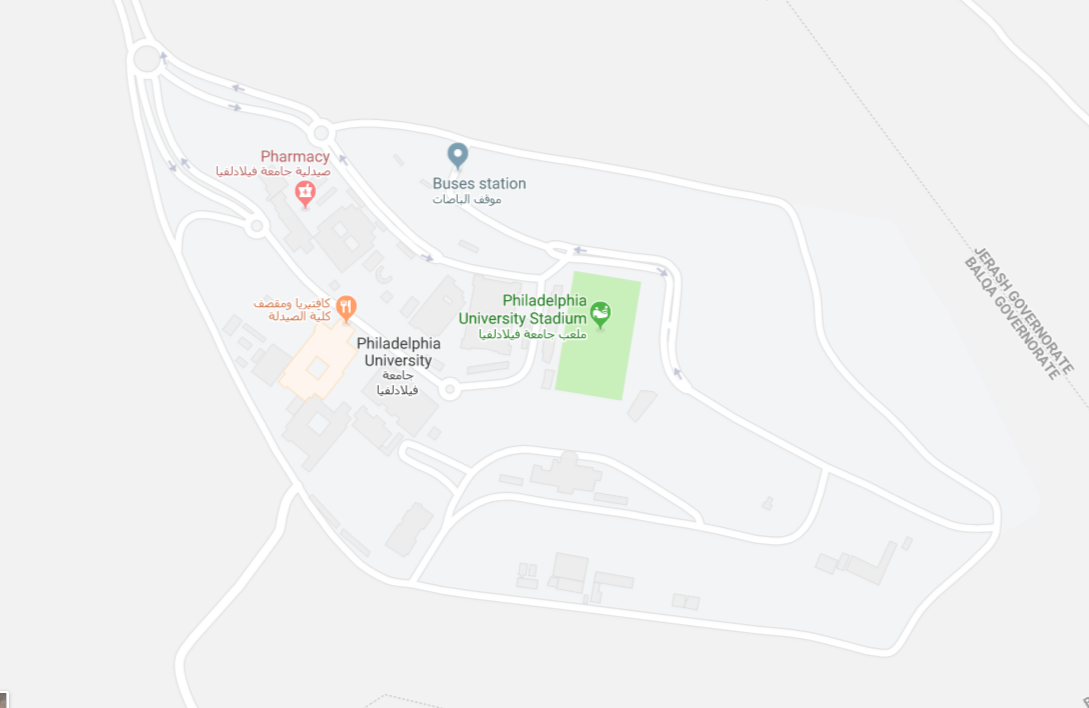 Pharmacy
صيدلية جامعة فيلادلفيا
Buses station
موقف الباصات
JERASH GOVERNORATE
BALQA GOVERNORATE
Philadelphia
University Stadium
ملعب جامعة فيلادلفيا
كافتيريا ومقصف
كلية الصيدلة
Philadelphia
University
جامعة
فيلادلفيا